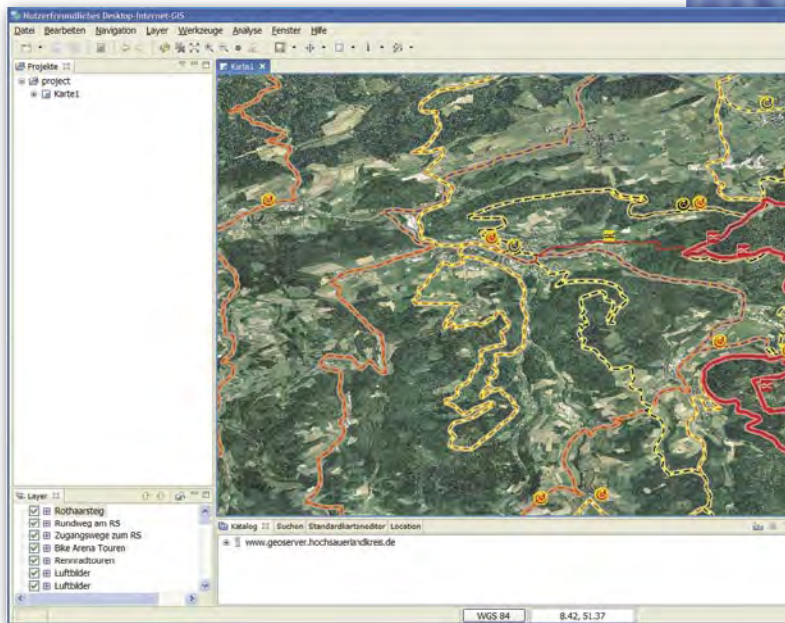 Nutzerfreundliches Desktop-Internet-GIS
Datei Bearbeiten Navigation Layer Werkzeuge Analyse Fenster Hilfe
Projekte
project
Karte1
Karte1
Layer
Rothaarsteig
Rundweg am RS
Zugangswege zum RS
Bike Arena Touren
Rennradtouren
Luftbilder
Luftbilder
Katalog Suchen Standardkartoneditor Location
www.geoserver.hochsauerlandkreis.de
WGS 84 8.42, 51.37